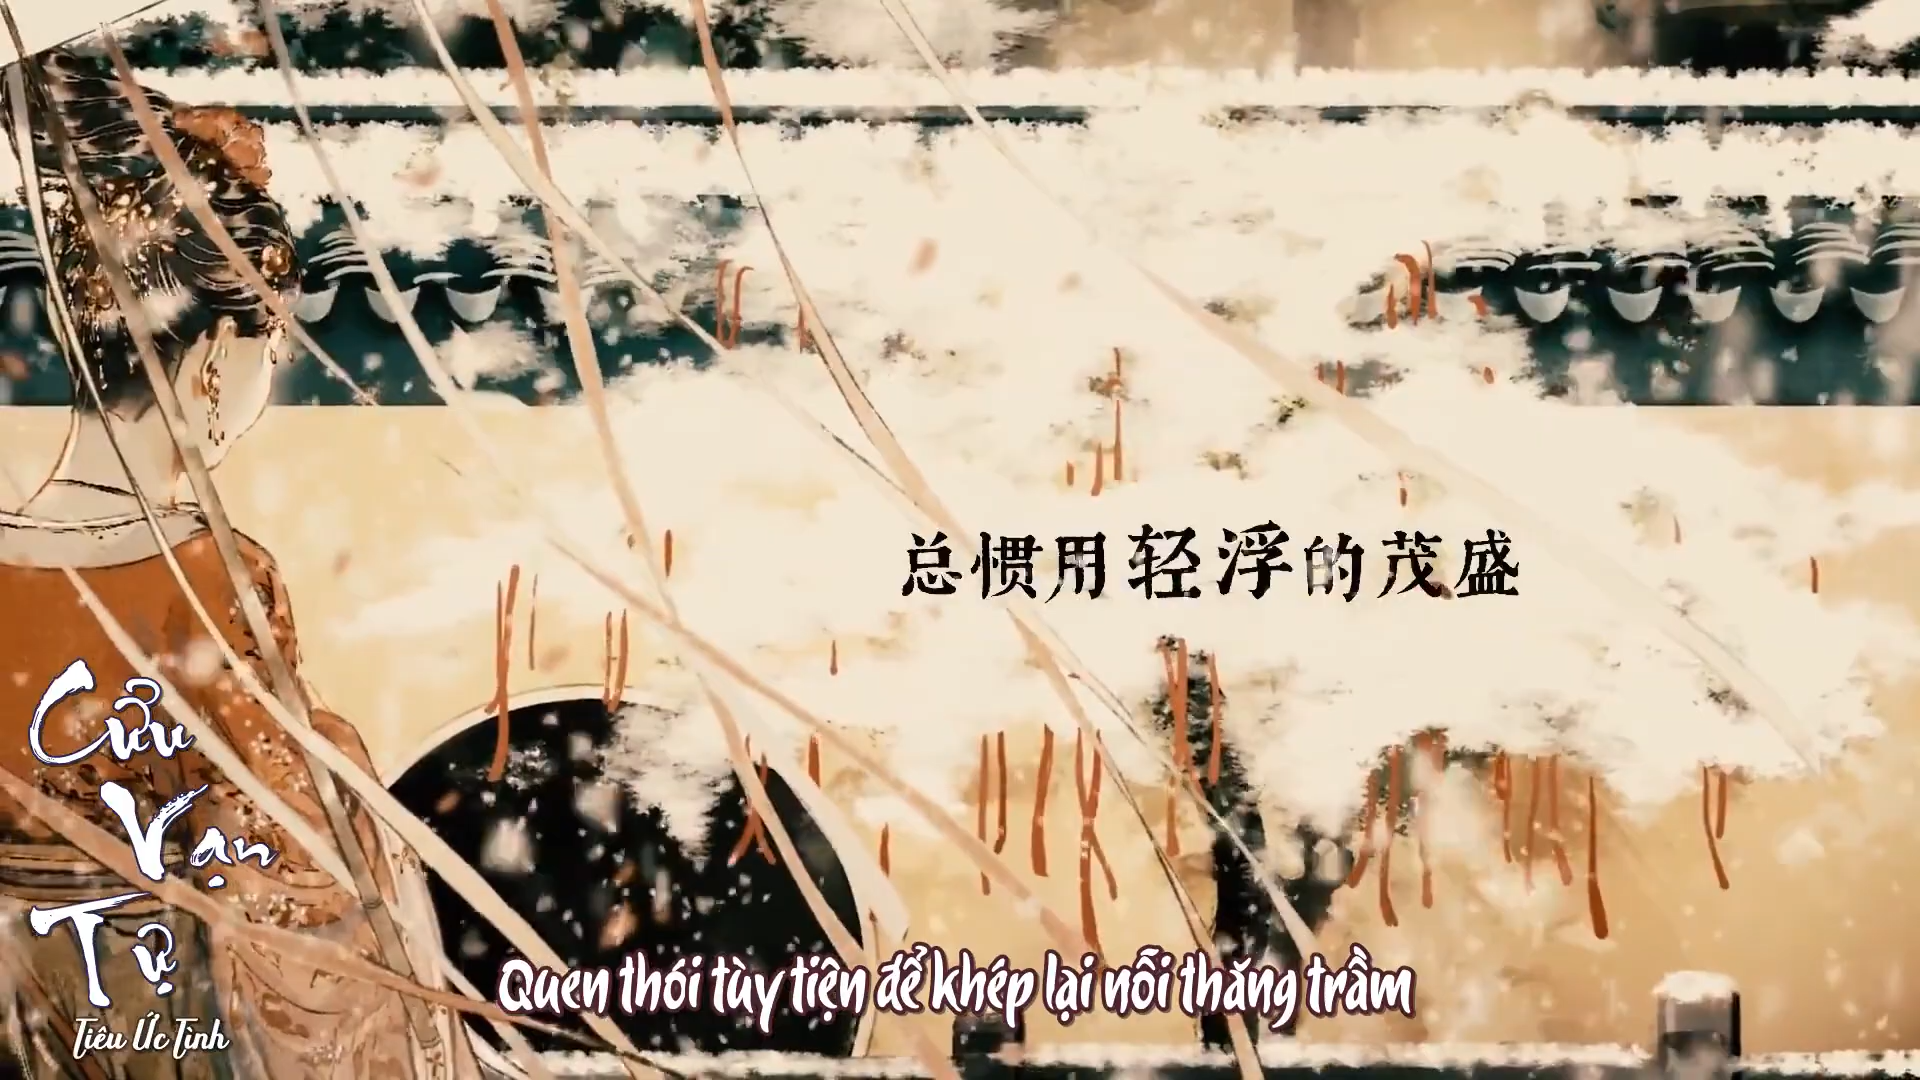 总惯用轻浮的茂盛
Cửu
Vạn
Tự
Tiêu Ức Tình
Quen thói tùy tiện để khép lại nỗi thăng trầm